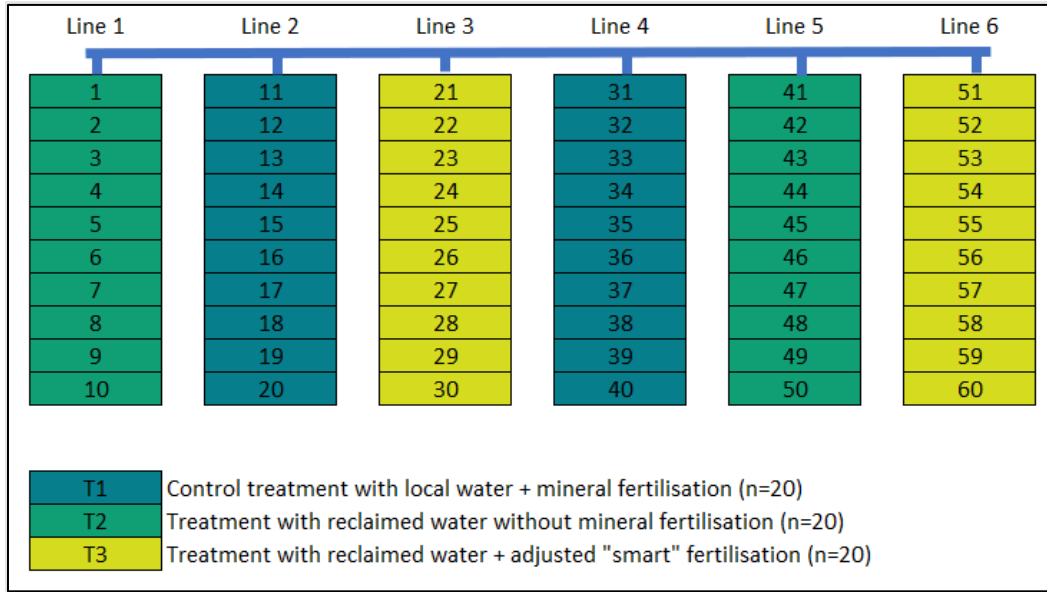 Line 1 Line 2 Line 3 Line 4 Line 5 Line 6
1 11 21 31 41 51
2 12 22 32 42 52
3 13 23 33 43 53
4 14 24 34 44 54
5 15 25 35 45 55
6 16 26 36 46 56
7 17 27 37 47 57
8 18 28 38 48 58
9 19 29 39 49 59
10 20 30 40 50 60
T1 Control treatment with local water + mineral fertilisation (n=20)
T2 Treatment with reclaimed water without mineral fertilisation (n=20)
T3 Treatment with reclaimed water + adjusted "smart" fertilisation (n=20)